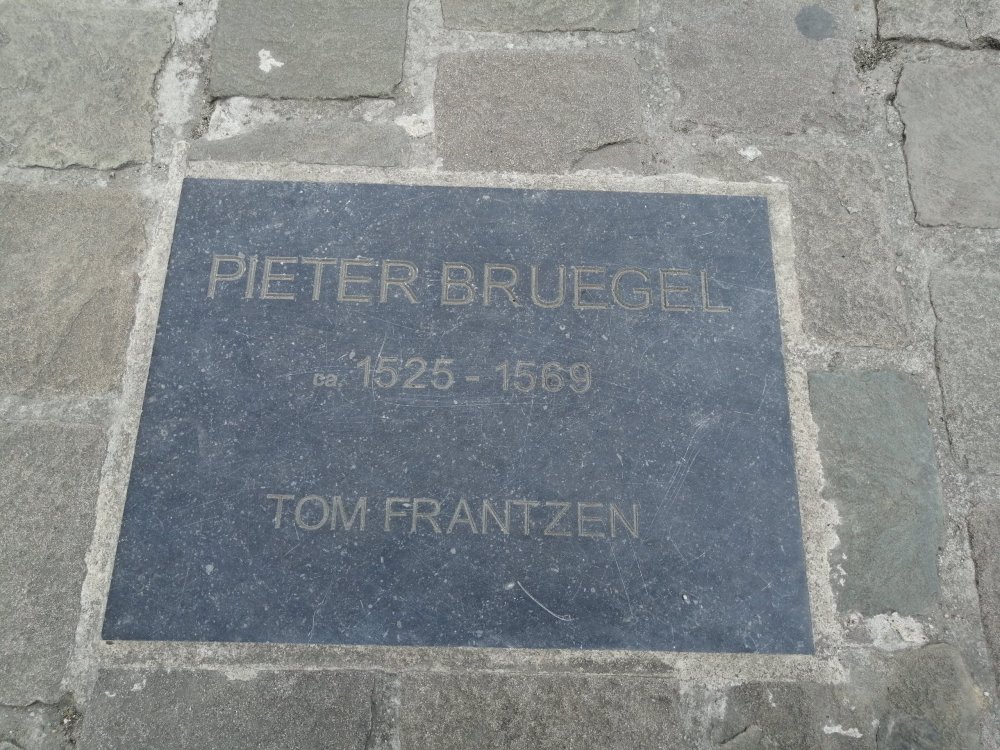 PIETER BRUEGEL
ca. 1525 - 1569
TOM FRANTZEN